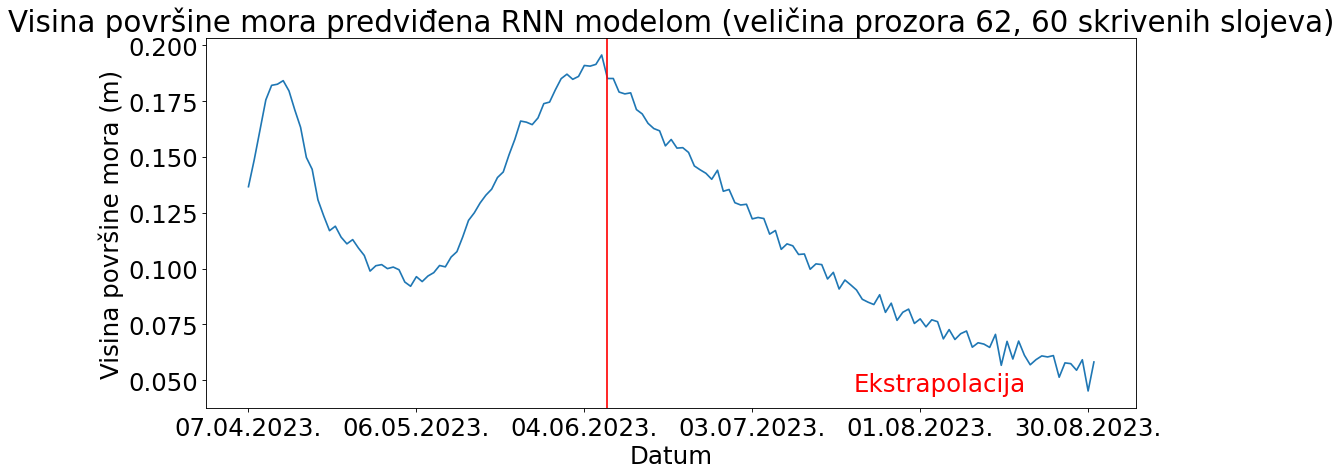 Visina površine mora predviđena RNN modelom (veličina prozora 62, 60 skrivenih slojeva)
Visina površine mora (m)
0.200
0.175
0.150
0.125
0.100
0.075
0.050
Ekstrapolacija
07.04.2023. 06.05.2023. 04.06.2023. 03.07.2023. 01.08.2023. 30.08.2023.
Datum